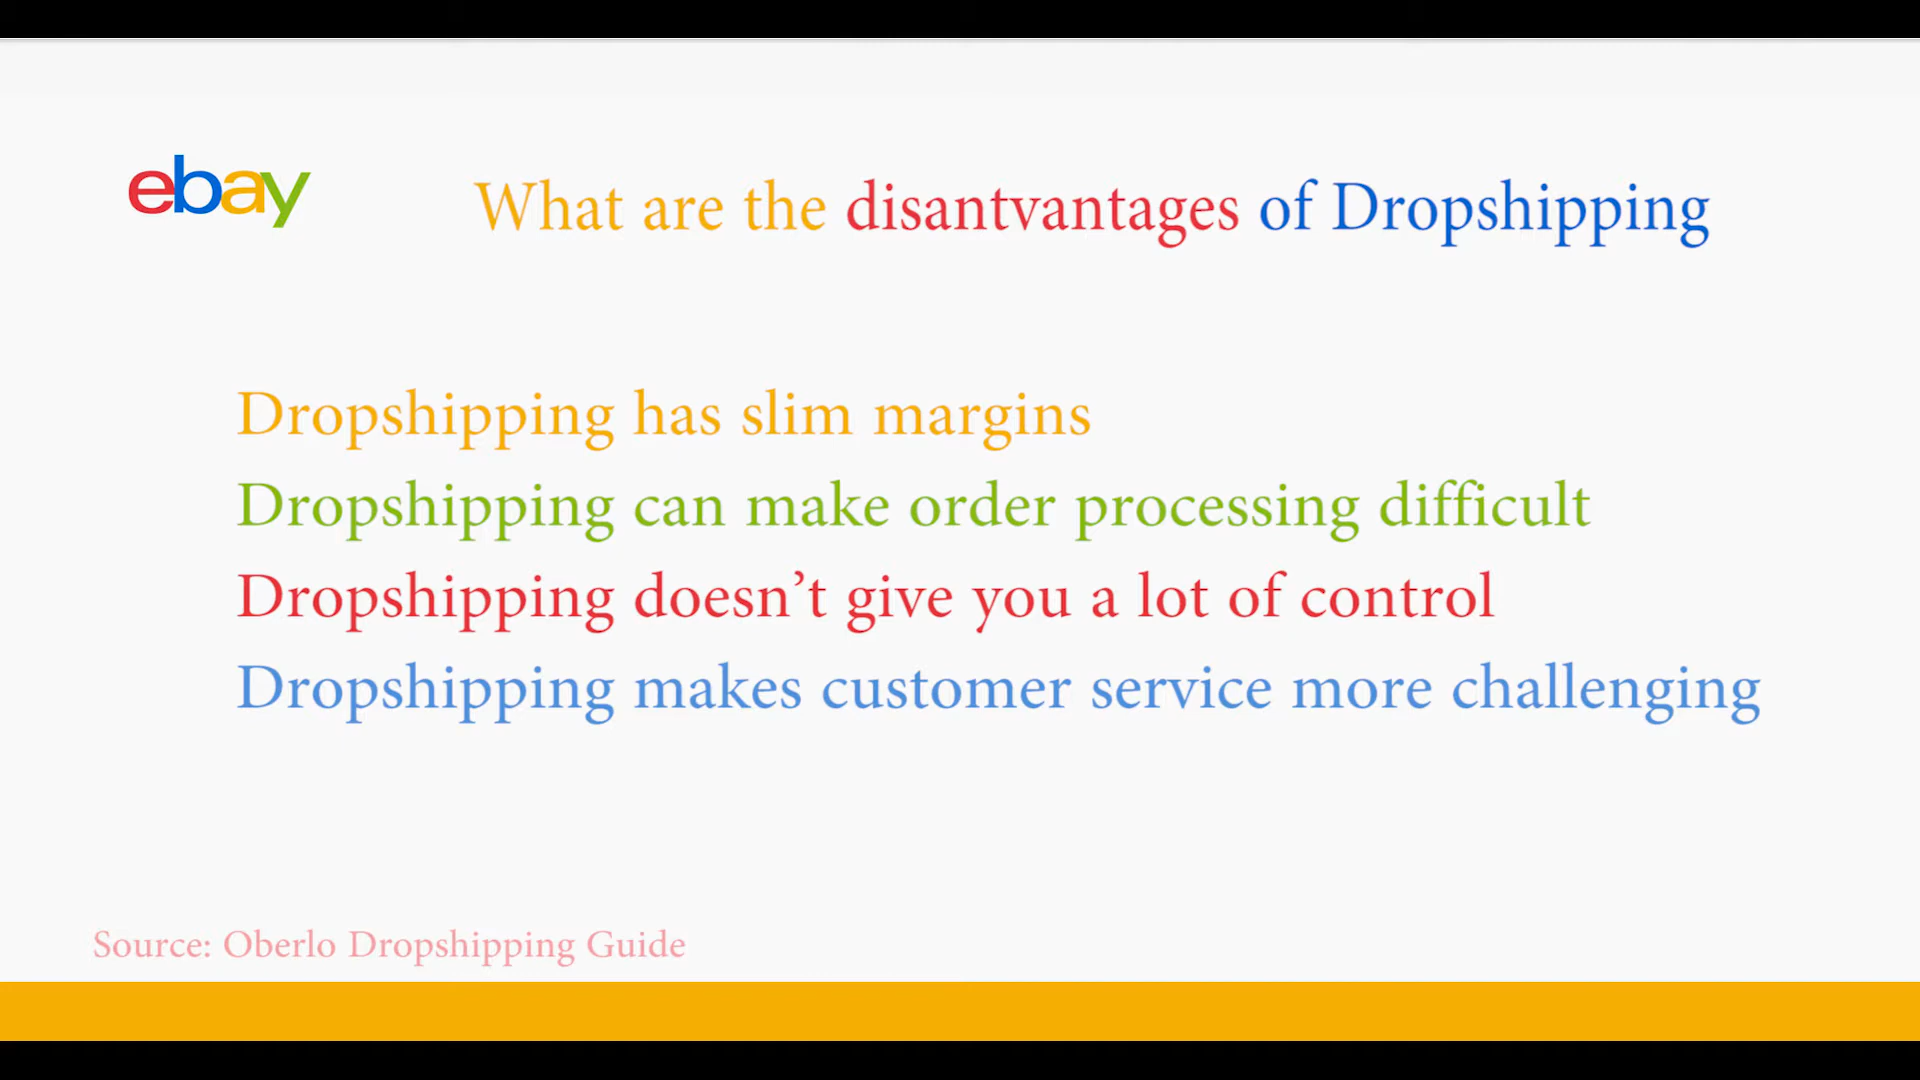 ebay
What are the disantvantages of Dropshipping
Dropshipping has slim margins
Dropshipping can make order processing difficult
Dropshipping doesn’t give you a lot of control
Dropshipping makes customer service more challenging
Source: Oberlo Dropshipping Guide